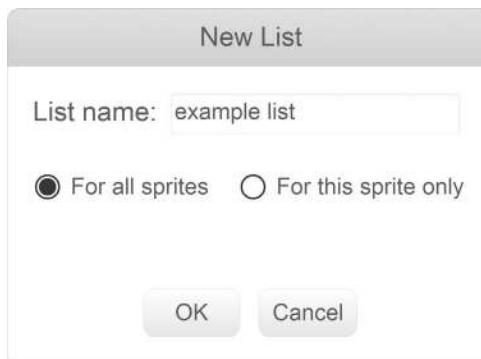 New List
List name: example list
For all sprites For this sprite only
OK Cancel